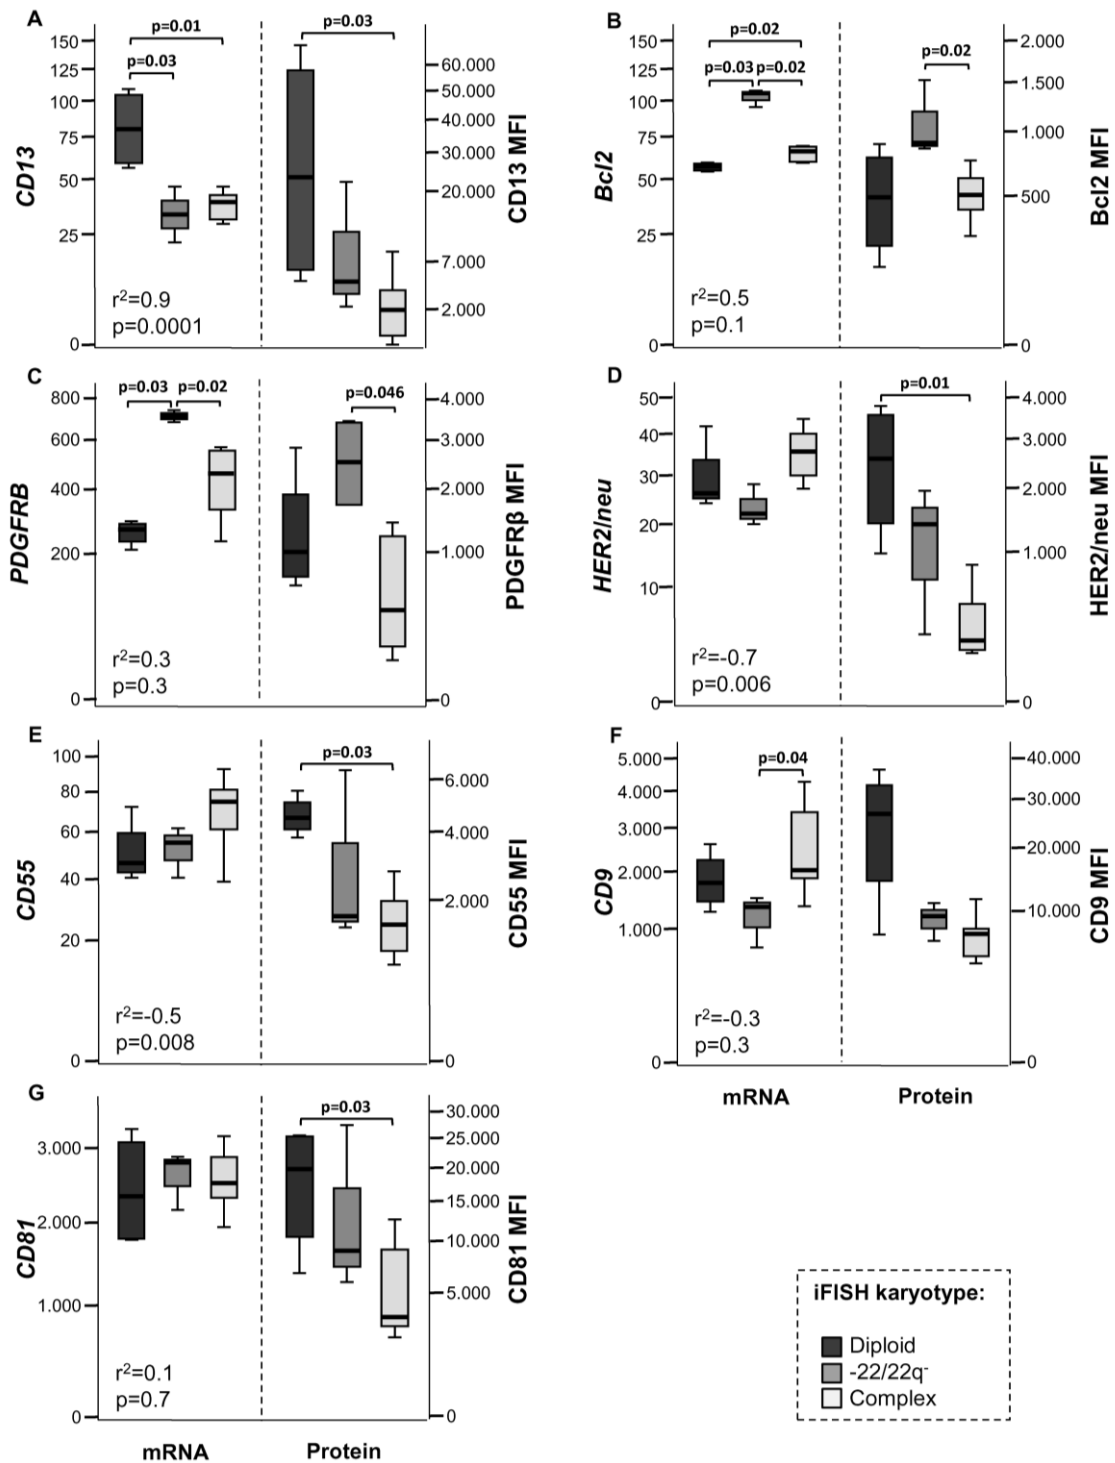 A
p=0.01
p=0.03
p=0.03
150
125
100
75
50
25
0
CD13
r²=0.9
p=0.0001
60.000
50.000
40.000
30.000
20.000
7.000
2.000
CD13 MFI
B
p=0.02
p=0.03
p=0.02
p=0.02
150
125
100
75
50
25
0
Bcl2
r²=0.5
p=0.1
2.000
1.500
1.000
500
0
Bcl2 MFI
C
p=0.03
p=0.02
p=0.046
800
600
400
200
0
PDGFRB
r²=0.3
p=0.3
4.000
3.000
2.000
1.000
0
PDGFRβ MFI
D
p=0.01
50
40
30
20
10
0
HER2/neu
r²=-0.7
p=0.006
4.000
3.000
2.000
1.000
0
HER2/neu MFI
E
p=0.03
100
80
60
40
20
0
CD55
r²=-0.5
p=0.008
6.000
4.000
2.000
0
CD55 MFI
F
p=0.04
5.000
4.000
3.000
2.000
1.000
0
CD9
r²=-0.3
p=0.3
40.000
30.000
20.000
10.000
0
CD9 MFI
mRNA
Protein
G
p=0.03
3.000
2.000
1.000
0
CD81
r²=0.1
p=0.7
30.000
25.000
20.000
15.000
10.000
5.000
0
CD81 MFI
mRNA
Protein
iFISH karyotype:
Diploid
-22/22q⁻
Complex